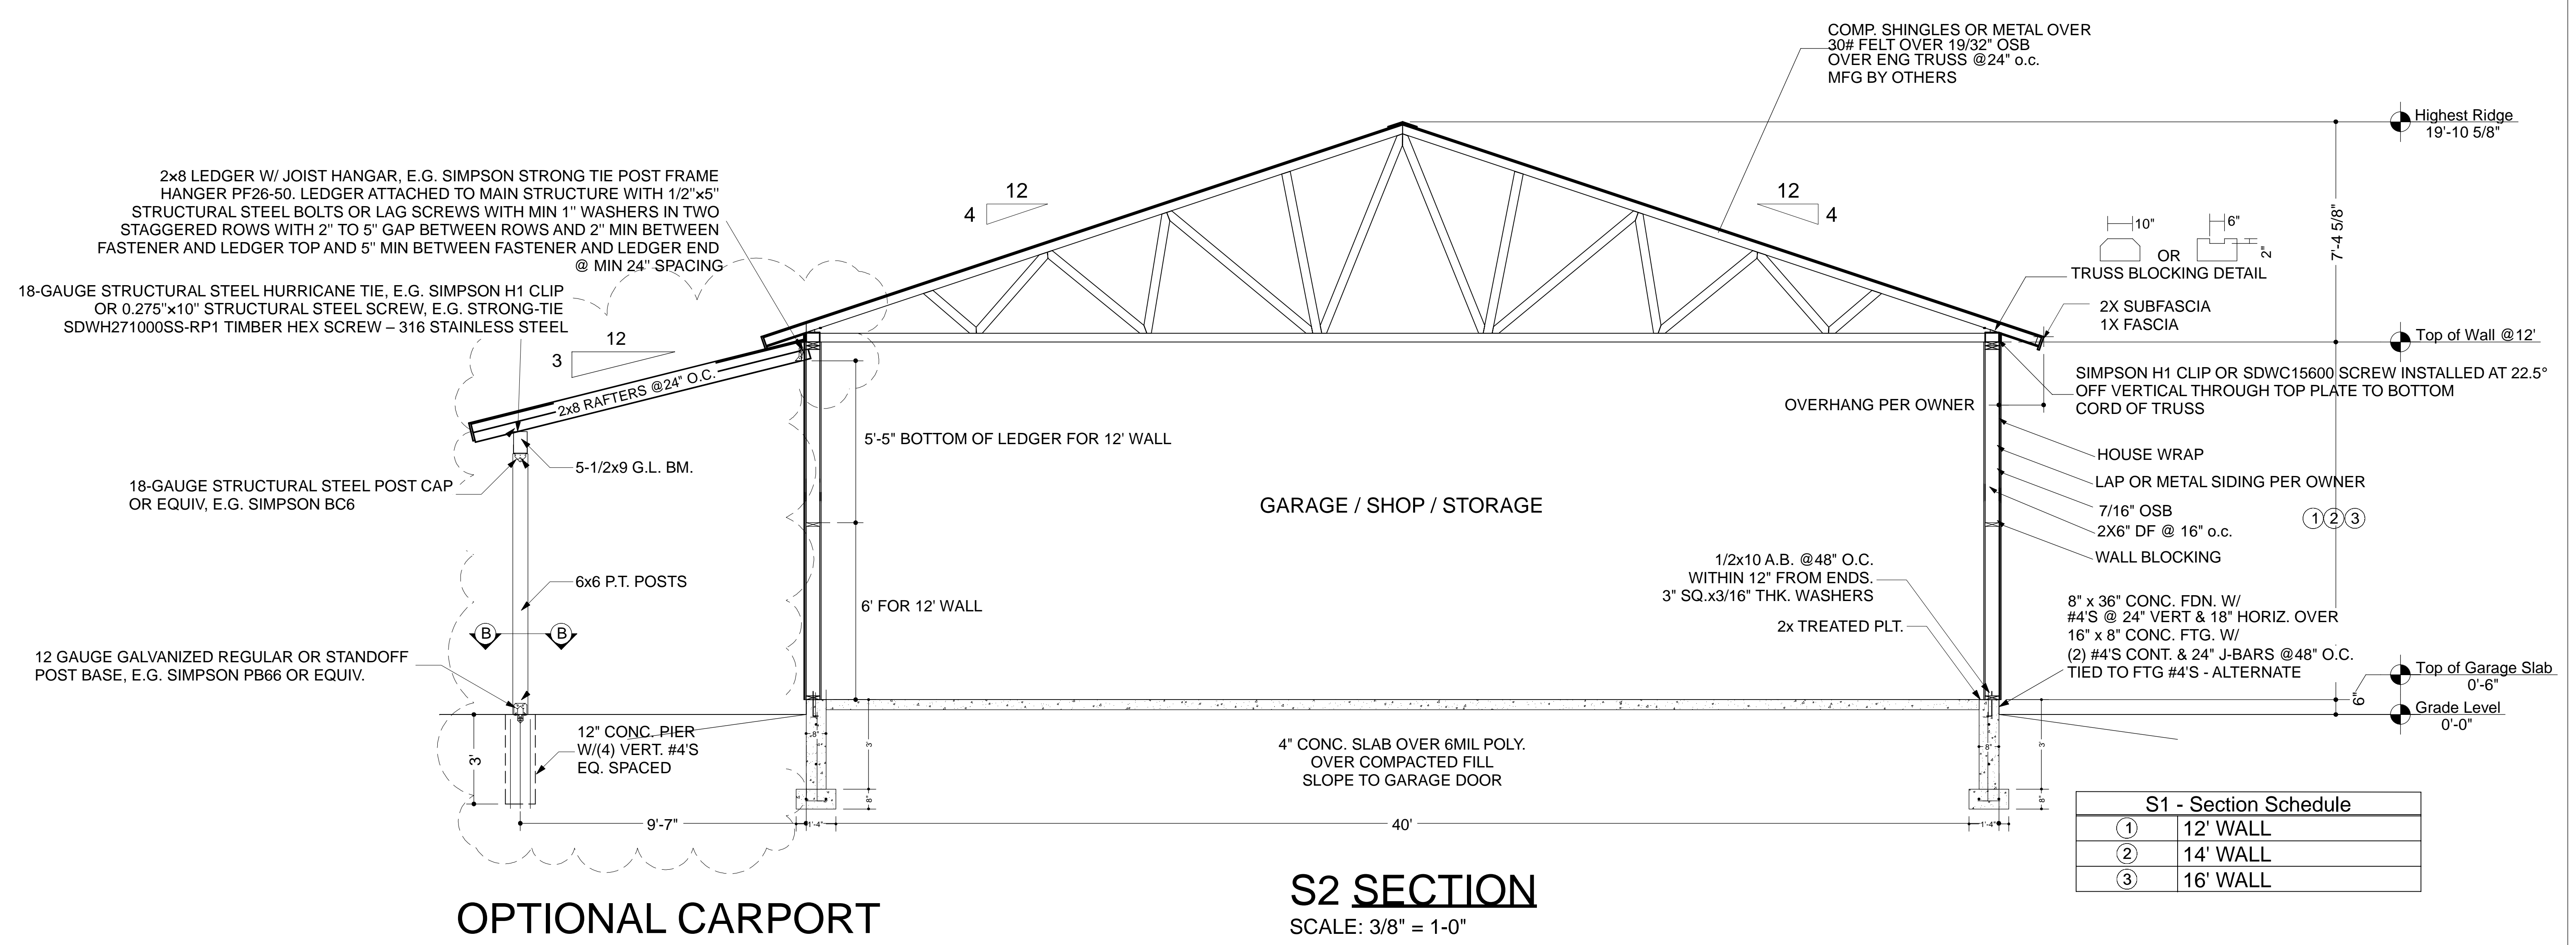 COMP. SHINGLES OR METAL OVER
30# FELT OVER 19/32" OSB
OVER ENG TRUSS @24" o.c.
MFG BY OTHERS
Highest Ridge
19'-10 5/8"
2×8 LEDGER W/ JOIST HANGAR, E.G. SIMPSON STRONG TIE POST FRAME
HANGER PF26-50. LEDGER ATTACHED TO MAIN STRUCTURE WITH 1/2"×5"
STRUCTURAL STEEL BOLTS OR LAG SCREWS WITH MIN 1" WASHERS IN TWO
STAGGERED ROWS WITH 2" TO 5" GAP BETWEEN ROWS AND 2" MIN BETWEEN
FASTENER AND LEDGER TOP AND 5" MIN BETWEEN FASTENER AND LEDGER END
@ MIN 24" SPACING
12
4
12
4
7'-4 5/8"
10"
OR
6"
2"
TRUSS BLOCKING DETAIL
18-GAUGE STRUCTURAL STEEL HURRICANE TIE, E.G. SIMPSON H1 CLIP
OR 0.275"×10" STRUCTURAL STEEL SCREW, E.G. STRONG-TIE
SDWH271000SS-RP1 TIMBER HEX SCREW – 316 STAINLESS STEEL
2X SUBFASCIA
1X FASCIA
12
3
2x8 RAFTERS @24" O.C.
Top of Wall @12'
SIMPSON H1 CLIP OR SDWC15600 SCREW INSTALLED AT 22.5°
OFF VERTICAL THROUGH TOP PLATE TO BOTTOM
CORD OF TRUSS
OVERHANG PER OWNER
5'-5" BOTTOM OF LEDGER FOR 12' WALL
HOUSE WRAP
LAP OR METAL SIDING PER OWNER
7/16" OSB
2X6" DF @ 16" o.c.
WALL BLOCKING
1 2 3
5-1/2x9 G.L. BM.
18-GAUGE STRUCTURAL STEEL POST CAP
OR EQUIV, E.G. SIMPSON BC6
GARAGE / SHOP / STORAGE
6x6 P.T. POSTS
6' FOR 12' WALL
1/2x10 A.B. @48" O.C.
WITHIN 12" FROM ENDS.
3" SQ.x3/16" THK. WASHERS
2x TREATED PLT.
8" x 36" CONC. FDN. W/
#4'S @ 24" VERT & 18" HORIZ. OVER
16" x 8" CONC. FTG. W/
(2) #4'S CONT. & 24" J-BARS @48" O.C.
TIED TO FTG #4'S - ALTERNATE
B B
12 GAUGE GALVANIZED REGULAR OR STANDOFF
POST BASE, E.G. SIMPSON PB66 OR EQUIV.
Top of Garage Slab
0'-6"
6"
Grade Level
0'-0"
3'
12" CONC. PIER
W/(4) VERT. #4'S
EQ. SPACED
8"
3'
8"
4" CONC. SLAB OVER 6MIL POLY.
OVER COMPACTED FILL
SLOPE TO GARAGE DOOR
8"
3'
8"
9'-7"
1'-4"
40'
1'-4"
S1 - Section Schedule
1 12' WALL
2 14' WALL
3 16' WALL
OPTIONAL CARPORT
S2 SECTION
SCALE: 3/8" = 1-0"